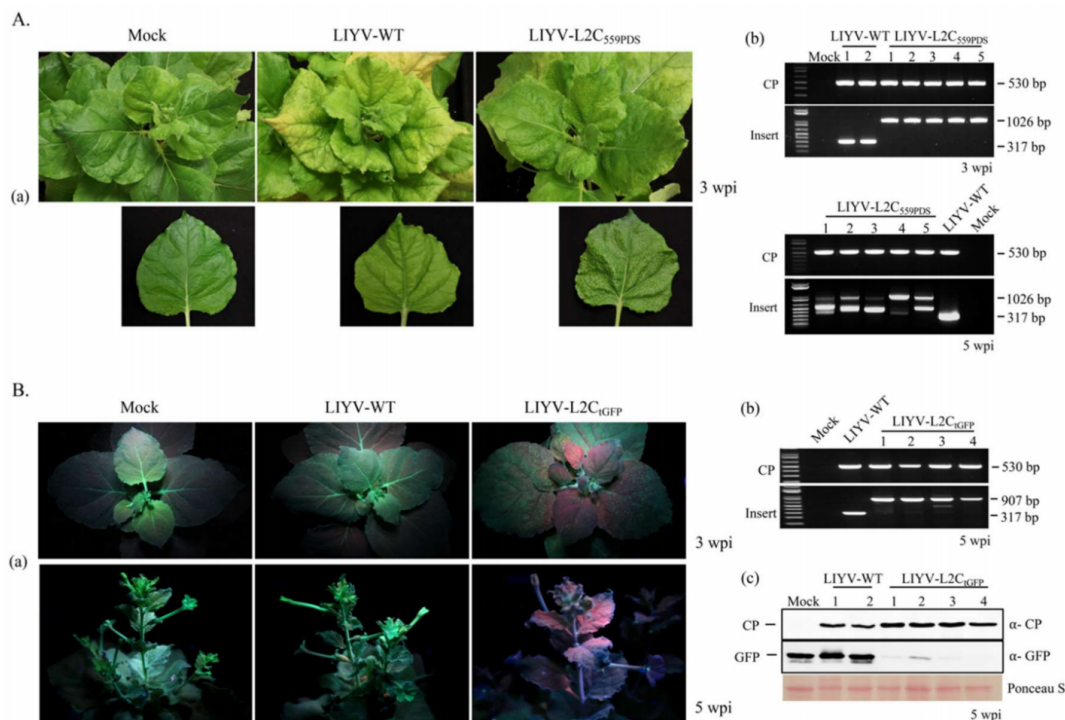 A.
Mock LIYV-WT LIYV-L2C559PDS
(a)
3 wpi
(b)
LIYV-WT LIYV-L2C559PDS
Mock 1 2 1 2 3 4 5
CP 530 bp
Insert 1026 bp
317 bp
3 wpi
LIYV-L2C559PDS LIYV-WT Mock
1 2 3 4 5
CP 530 bp
Insert 1026 bp
317 bp
5 wpi
B.
Mock LIYV-WT LIYV-L2CtGFP
3 wpi
(a)
5 wpi
(b)
Mock LIYV-WT LIYV-L2CtGFP
1 2 3 4
CP 530 bp
Insert 907 bp
317 bp
5 wpi
(c)
LIYV-WT LIYV-L2CtGFP
Mock 1 2 1 2 3 4
CP α- CP
GFP α- GFP
Ponceau S
5 wpi